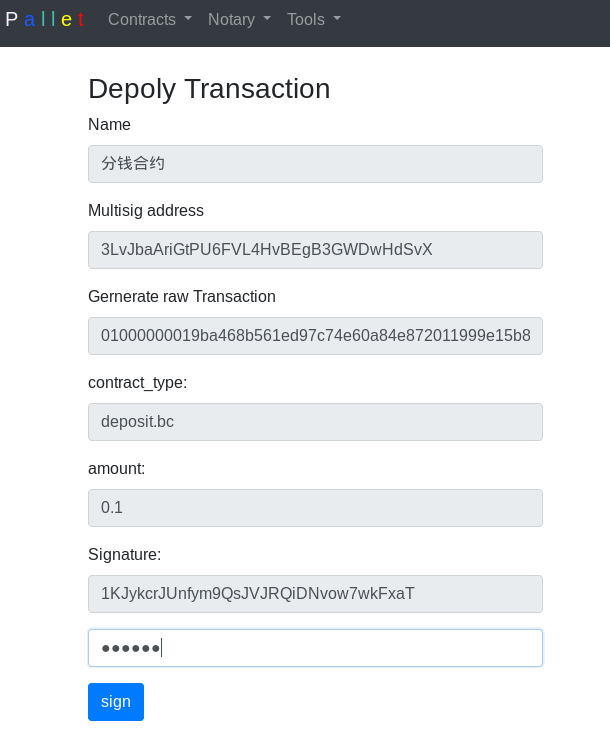 Pallet Contracts Notary Tools
Depoly Transaction
Name
分钱合约
Multisig address
3LvJbaAriGtPU6FVL4HvBEgB3GWDwHdSvX
Gernerate raw Transaction
01000000019ba468b561ed97c74e60a84e872011999e15b8
contract_type:
deposit.bc
amount:
0.1
Signature:
1KJykcrJUnfym9QsJVJRQiDNvow7wkFxaT
●●●●●●
sign